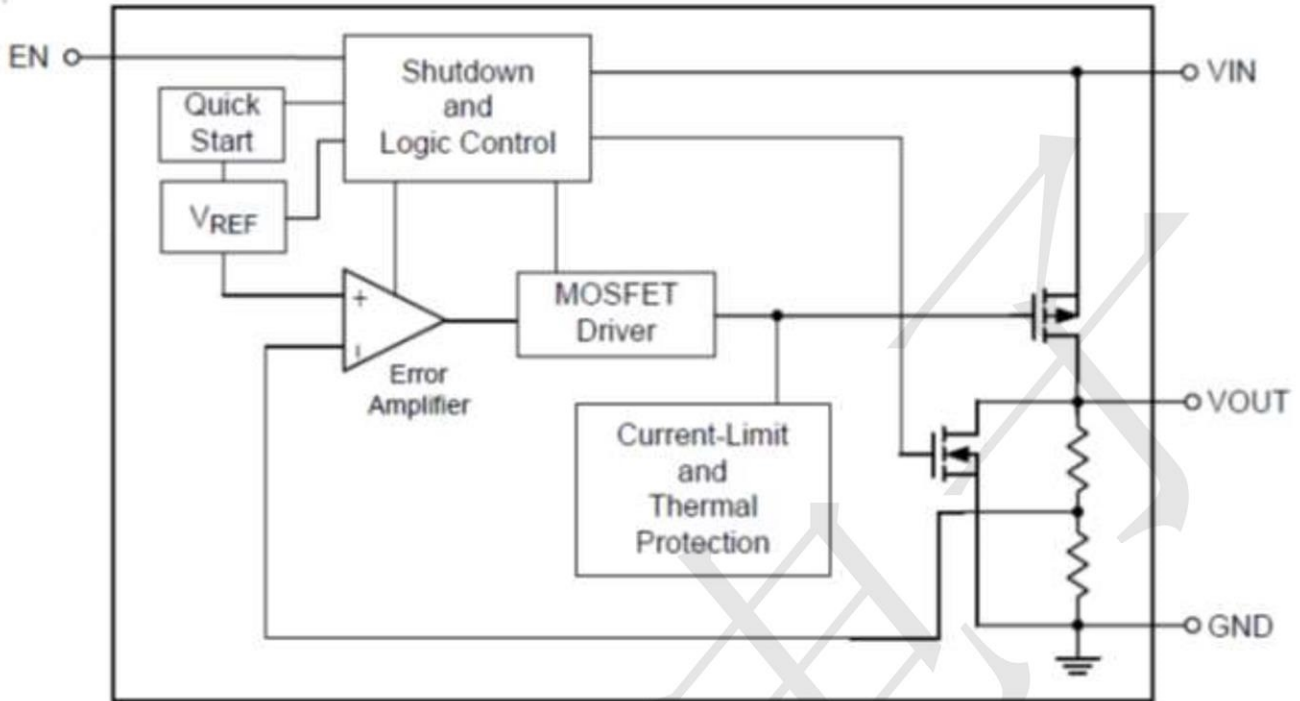 EN
Shutdown
and
Logic Control
VIN
Quick
Start
VREF
+
MOSFET
Driver
Error
Amplifier
VOUT
Current-Limit
and
Thermal
Protection
GND